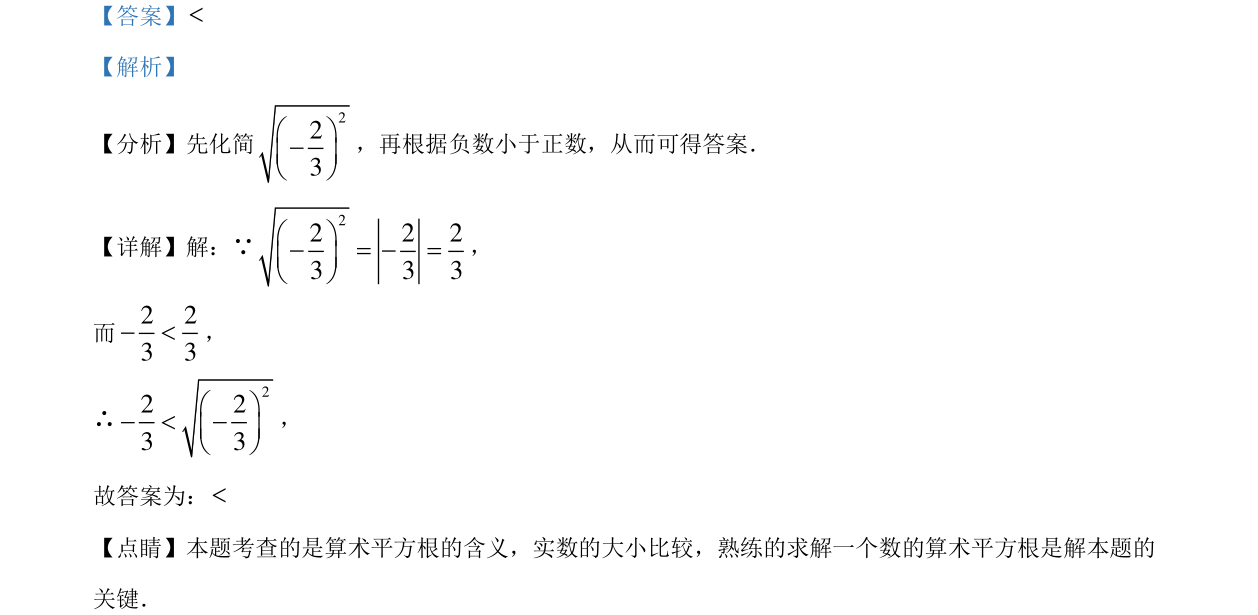 【答案】<
【解析】
【分析】先化简$\sqrt{\left(-\frac{2}{3}\right)^2}$，再根据负数小于正数，从而可得答案．
【详解】解：∵$\sqrt{\left(-\frac{2}{3}\right)^2}=\left|-\frac{2}{3}\right|=\frac{2}{3}$，
而$-\frac{2}{3}<\frac{2}{3}$，
∴$-\frac{2}{3}<\sqrt{\left(-\frac{2}{3}\right)^2}$，
故答案为：<
【点睛】本题考查的是算术平方根的含义，实数的大小比较，熟练的求解一个数的算术平方根是解本题的
关键．